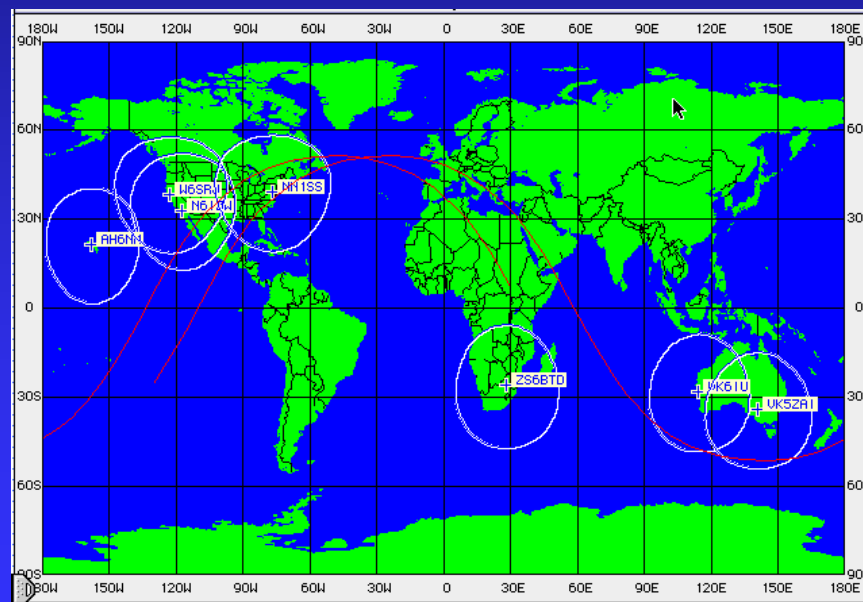 180W 150W 120W 90W 60W 30W 0 30E 60E 90E 120E 150E 180E
90N 90
60N 60
W6SRJ NN1SS
N6IZW
30N 30
AH6NN
0 0
ZS6BTD VK6IU
30S VK5ZAI 30
60S 60
90S 90
180W 150W 120W 90W 60W 30W 0 30E 60E 90E 120E 150E 180E